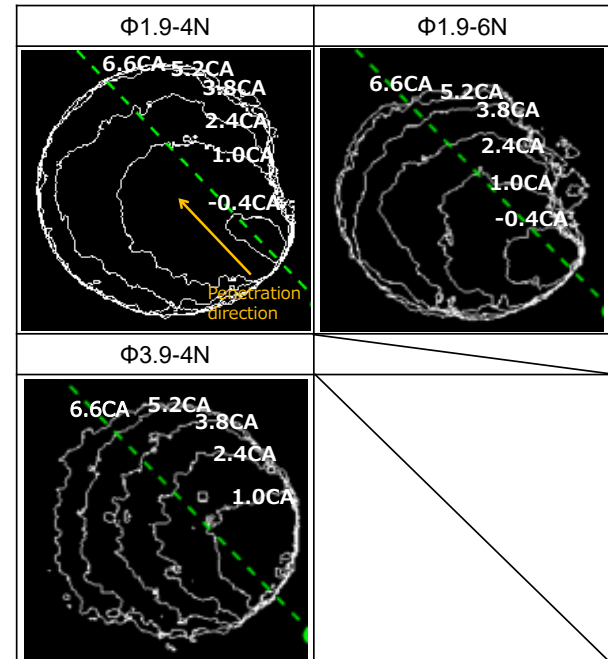 Φ1.9-4N
Φ1.9-6N
6.6CA
5.2CA
3.8CA
2.4CA
1.0CA
-0.4CA
Penetration
direction
6.6CA
5.2CA
3.8CA
2.4CA
1.0CA
-0.4CA
Φ3.9-4N
6.6CA
5.2CA
3.8CA
2.4CA
1.0CA